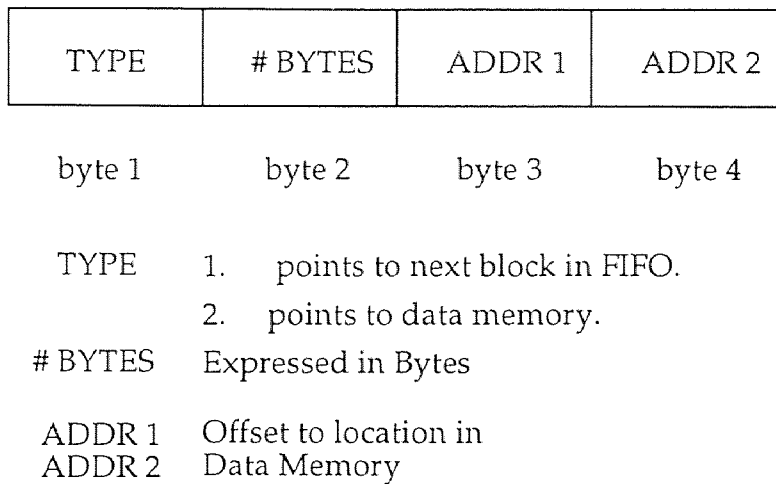 TYPE # BYTES ADDR 1 ADDR 2
byte 1 byte 2 byte 3 byte 4
TYPE 1. points to next block in FIFO.
2. points to data memory.
# BYTES Expressed in Bytes
ADDR 1 Offset to location in
ADDR 2 Data Memory